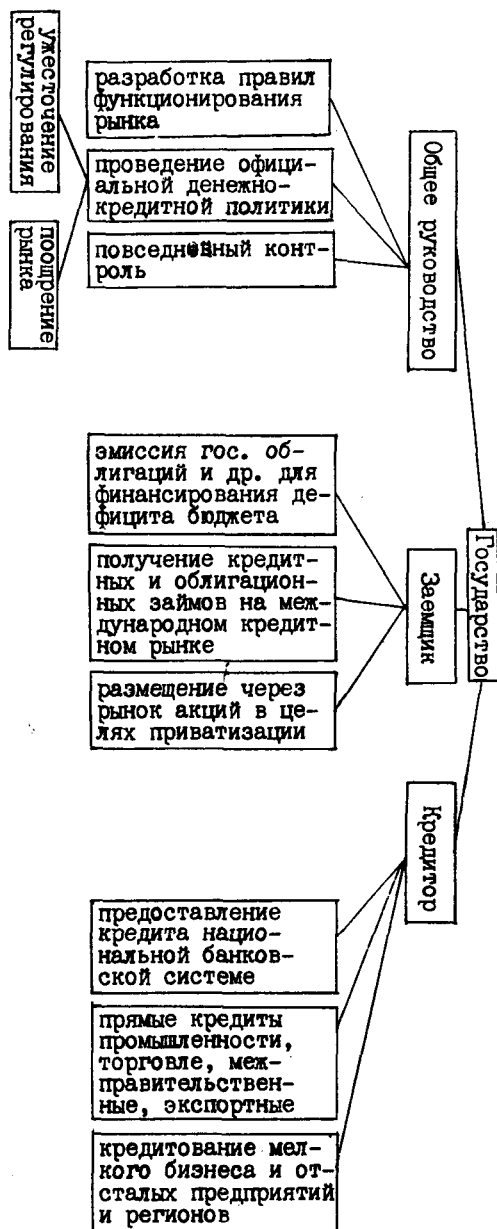 Государство
Общее руководство
разработка правил
функционирования
рынка
проведение офици-
альной денежно-
кредитной политики
ужесточение
регулирования
поощрение
рынка
повседневный конт-
роль
Заемщик
эмиссия гос. об-
лигаций и др. для
финансирования де-
фицита бюджета
получение кредит-
ных и облигацион-
ных займов на меж-
дународном кредит-
ном рынке
размещение через
рынок акций в це-
лях приватизации
Кредитор
предоставление
кредита нацио-
нальной банков-
ской системе
прямые кредиты
промышленности,
торговле, меж-
правительствен-
ные, экспортные
кредитование мел-
кого бизнеса и от-
сталых предприятий
и регионов